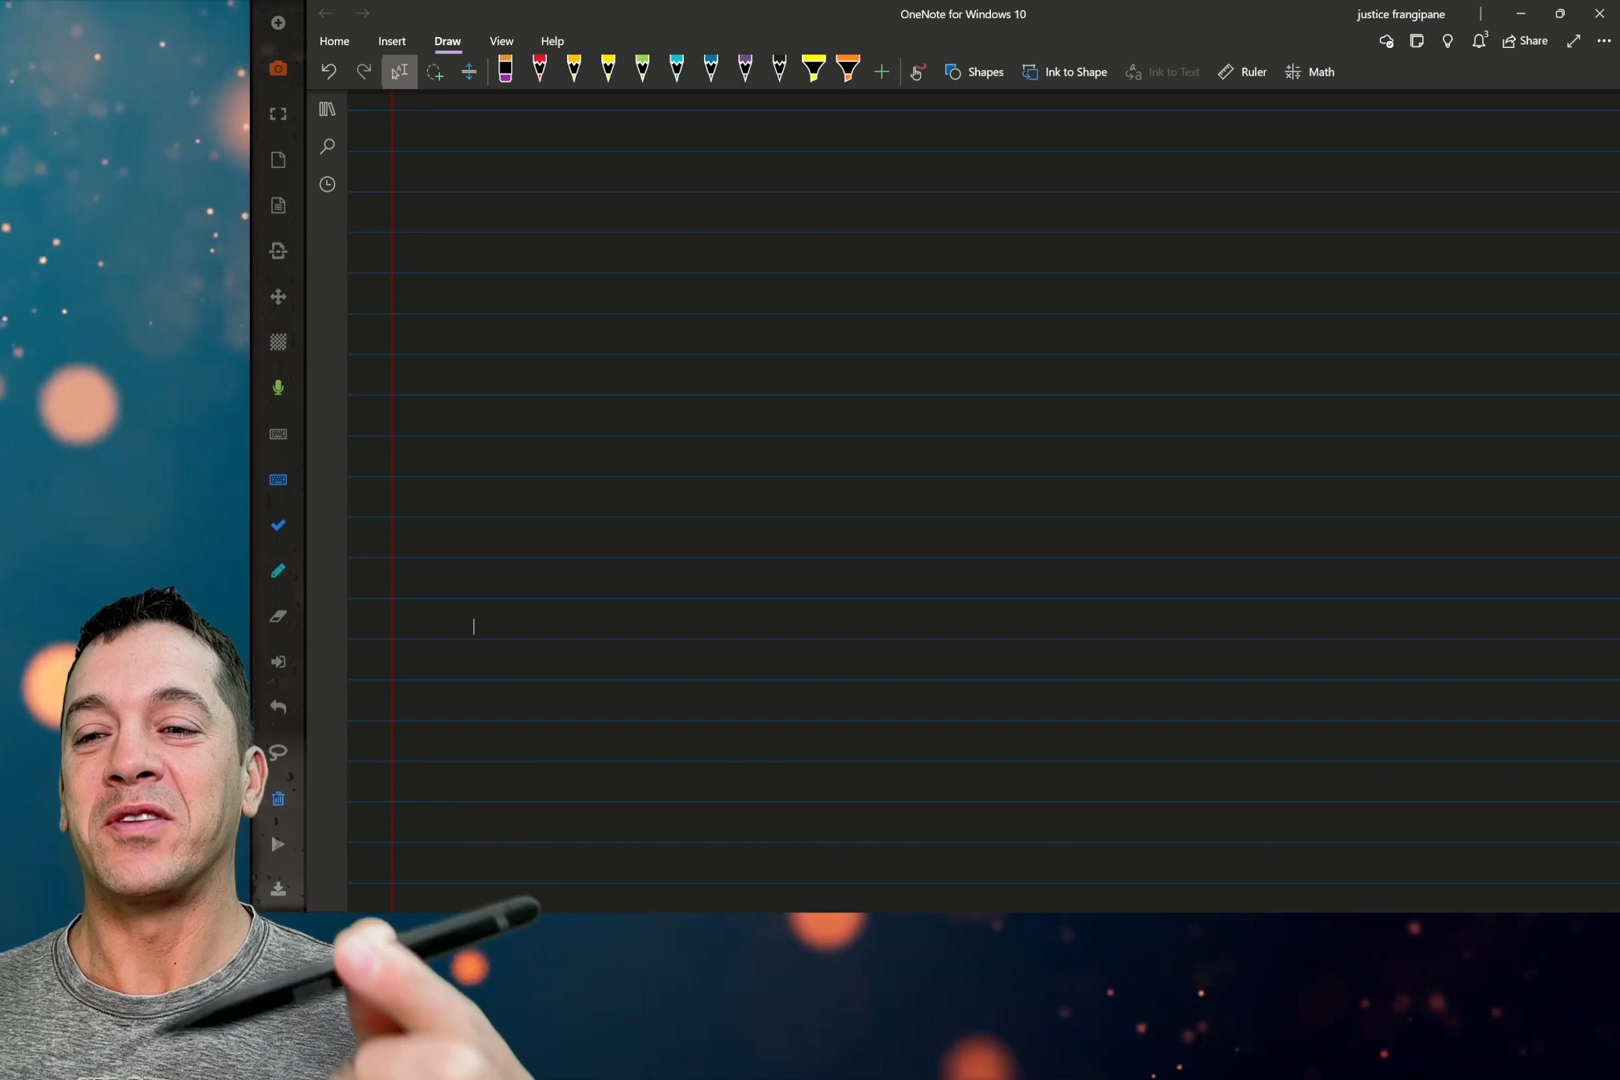 OneNote for Windows 10
justice frangipane
Home Insert Draw View Help
3
Share
Shapes
Ink to Shape
Ink to Text
Ruler
Math